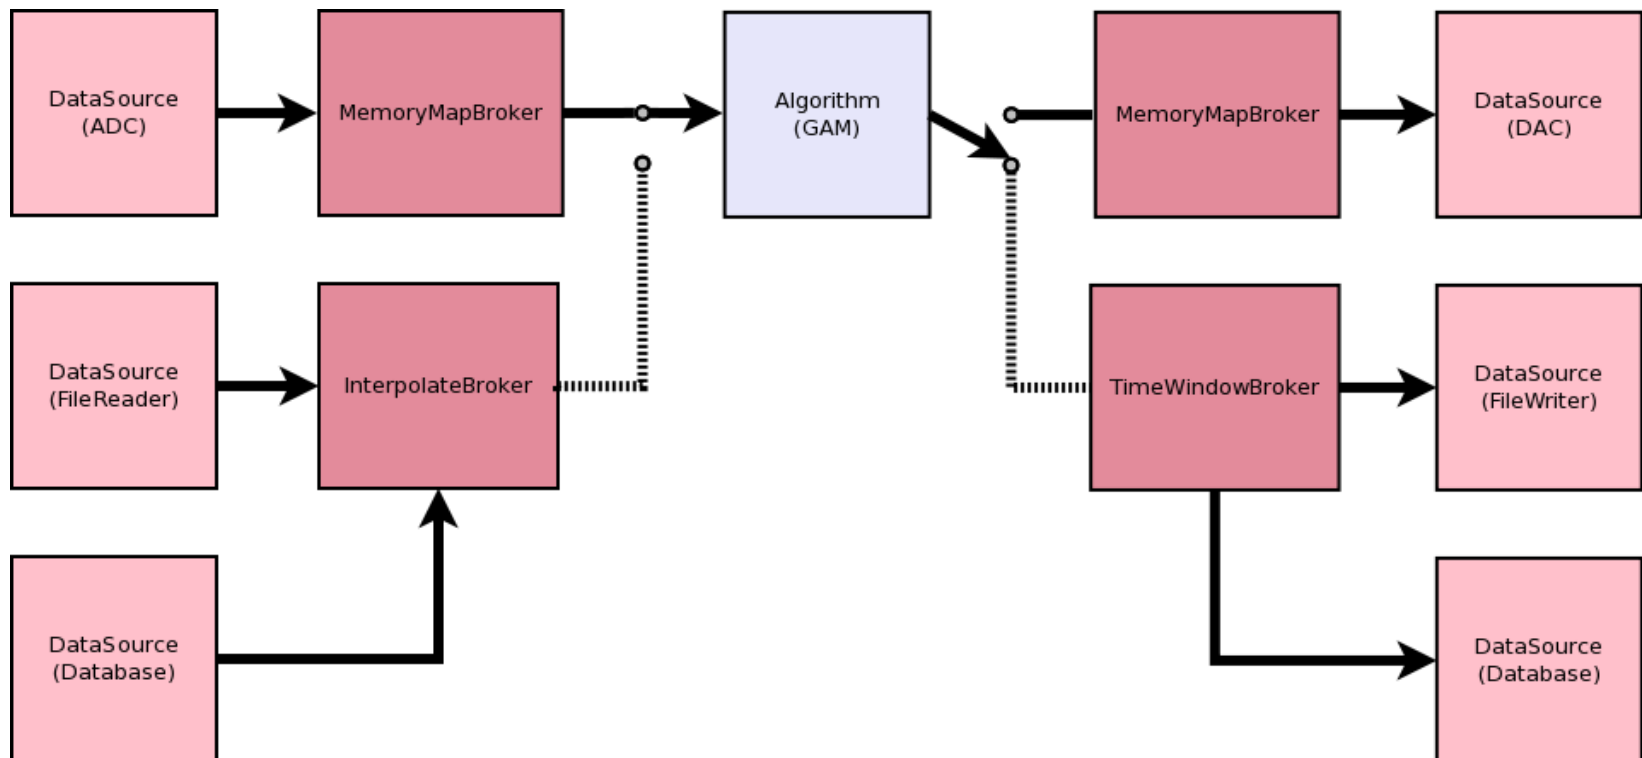 DataSource
(ADC)
MemoryMapBroker
Algorithm
(GAM)
MemoryMapBroker
DataSource
(DAC)
DataSource
(FileReader)
InterpolateBroker
TimeWindowBroker
DataSource
(FileWriter)
DataSource
(Database)
DataSource
(Database)